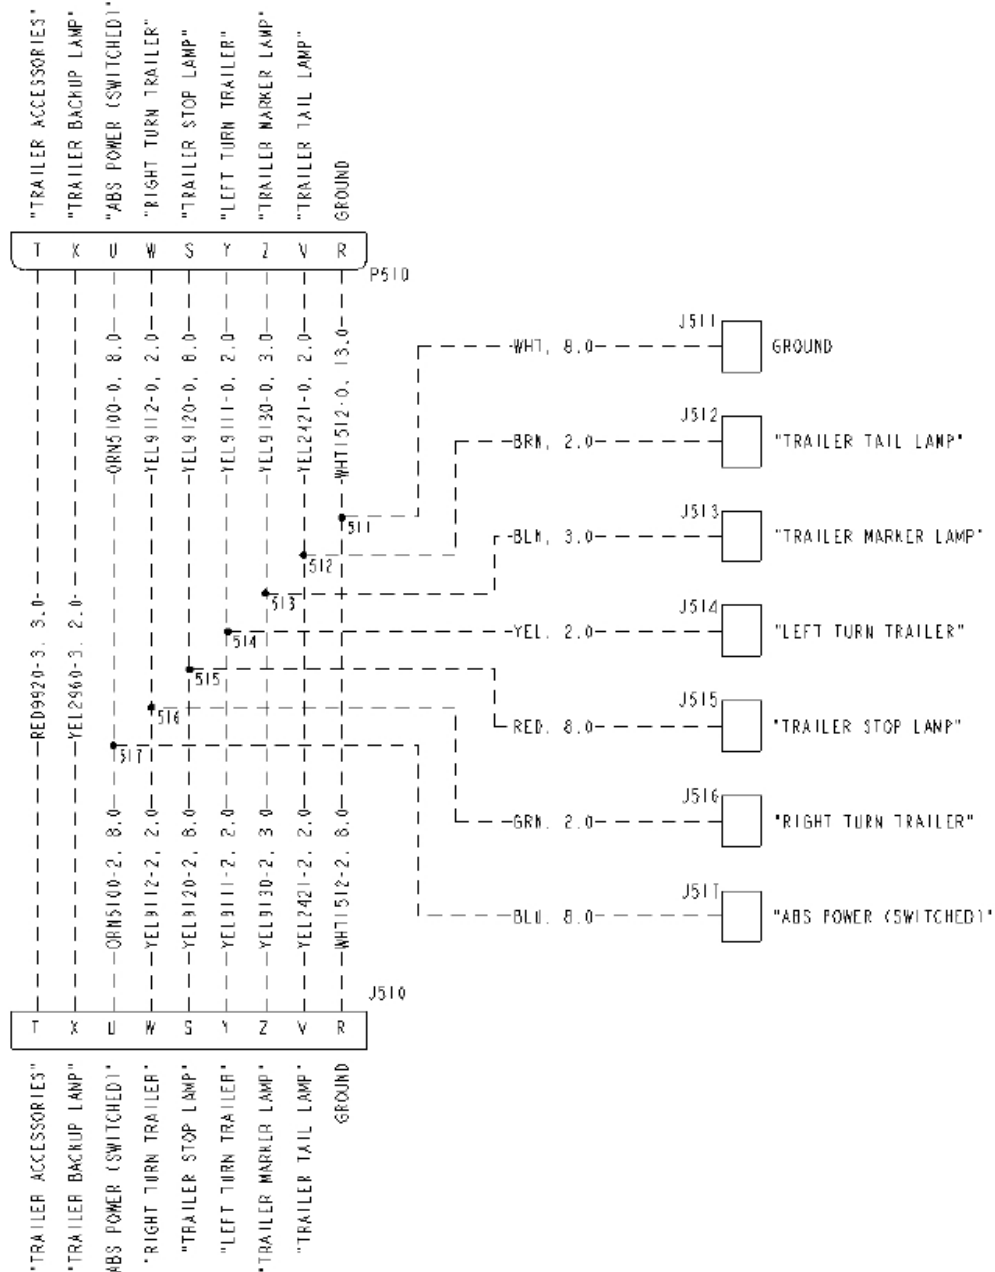 "TRAILER ACCESSORIES"
"TRAILER BACKUP LAMP"
"ABS POWER (SWITCHED)"
"RIGHT TURN TRAILER"
"TRAILER STOP LAMP"
"LEFT TURN TRAILER"
"TRAILER MARKER LAMP"
"TRAILER TAIL LAMP"
GROUND
T X U W S Y Z V R
P510
ORN5100-0, 8.0
YEL9112-0, 2.0
YEL9120-0, 8.0
YEL9111-0, 2.0
YEL9130-0, 3.0
YEL2421-0, 2.0
WHT1512-0, 13.0
RED9920-3, 3.0
YEL2960-3, 2.0
511
512
513
514
515
516
517
WHT, 8.0
J511
GROUND
BRN, 2.0
J512
"TRAILER TAIL LAMP"
BLK, 3.0
J513
"TRAILER MARKER LAMP"
YEL, 2.0
J514
"LEFT TURN TRAILER"
RED, 8.0
J515
"TRAILER STOP LAMP"
GRN, 2.0
J516
"RIGHT TURN TRAILER"
BLU, 8.0
J517
"ABS POWER (SWITCHED)"
ORN5100-2, 8.0
YEL9112-2, 2.0
YEL9120-2, 8.0
YEL9111-2, 2.0
YEL9130-2, 3.0
YEL2421-2, 2.0
WHT1512-2, 8.0
J510
T X U W S Y Z V R
"TRAILER ACCESSORIES"
"TRAILER BACKUP LAMP"
ABS POWER (SWITCHED)"
"RIGHT TURN TRAILER"
"TRAILER STOP LAMP"
"LEFT TURN TRAILER"
"TRAILER MARKER LAMP"
"TRAILER TAIL LAMP"
GROUND